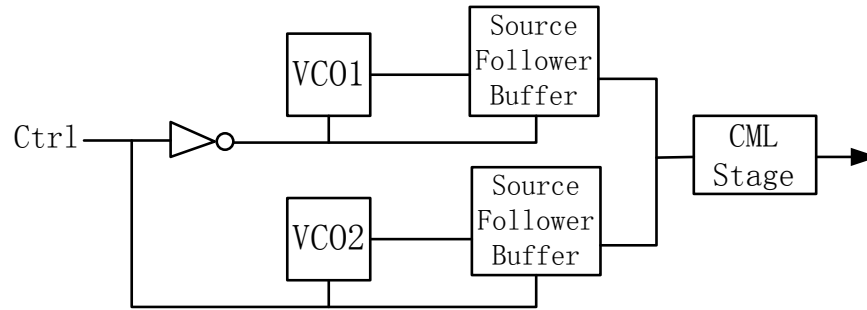 Ctrl
VCO1
Source
Follower
Buffer
VCO2
Source
Follower
Buffer
CML
Stage